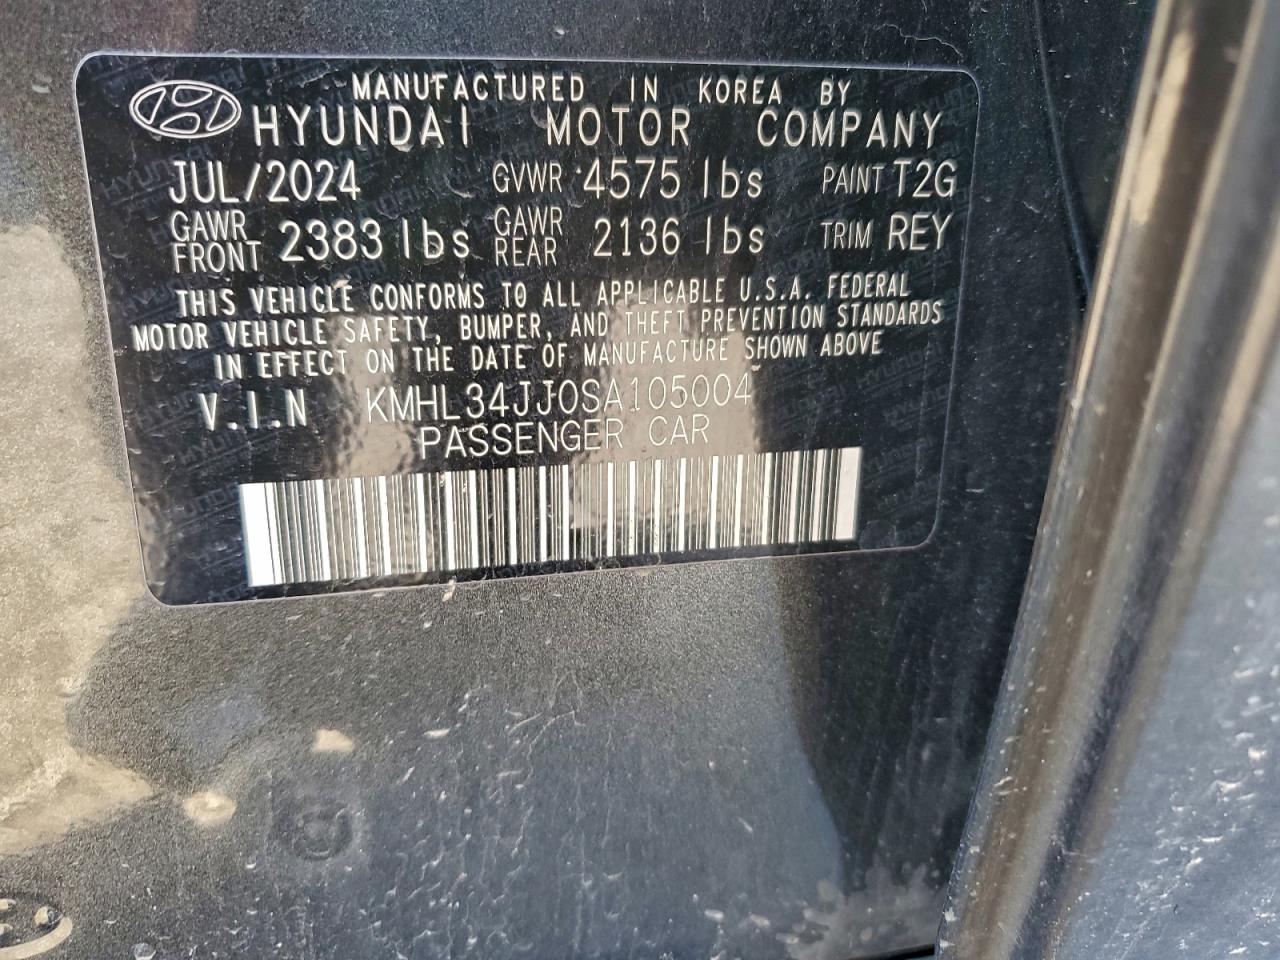 MANUFACTURED IN KOREA BY
HYUNDAI MOTOR COMPANY
JUL/2024 GVWR 4575 lbs PAINT T2G
GAWR FRONT 2383 lbs GAWR REAR 2136 lbs TRIM REY
THIS VEHICLE CONFORMS TO ALL APPLICABLE U.S.A. FEDERAL
MOTOR VEHICLE SAFETY, BUMPER, AND THEFT PREVENTION STANDARDS
IN EFFECT ON THE DATE OF MANUFACTURE SHOWN ABOVE
V.I.N KMHL34JJ0SA105004
PASSENGER CAR